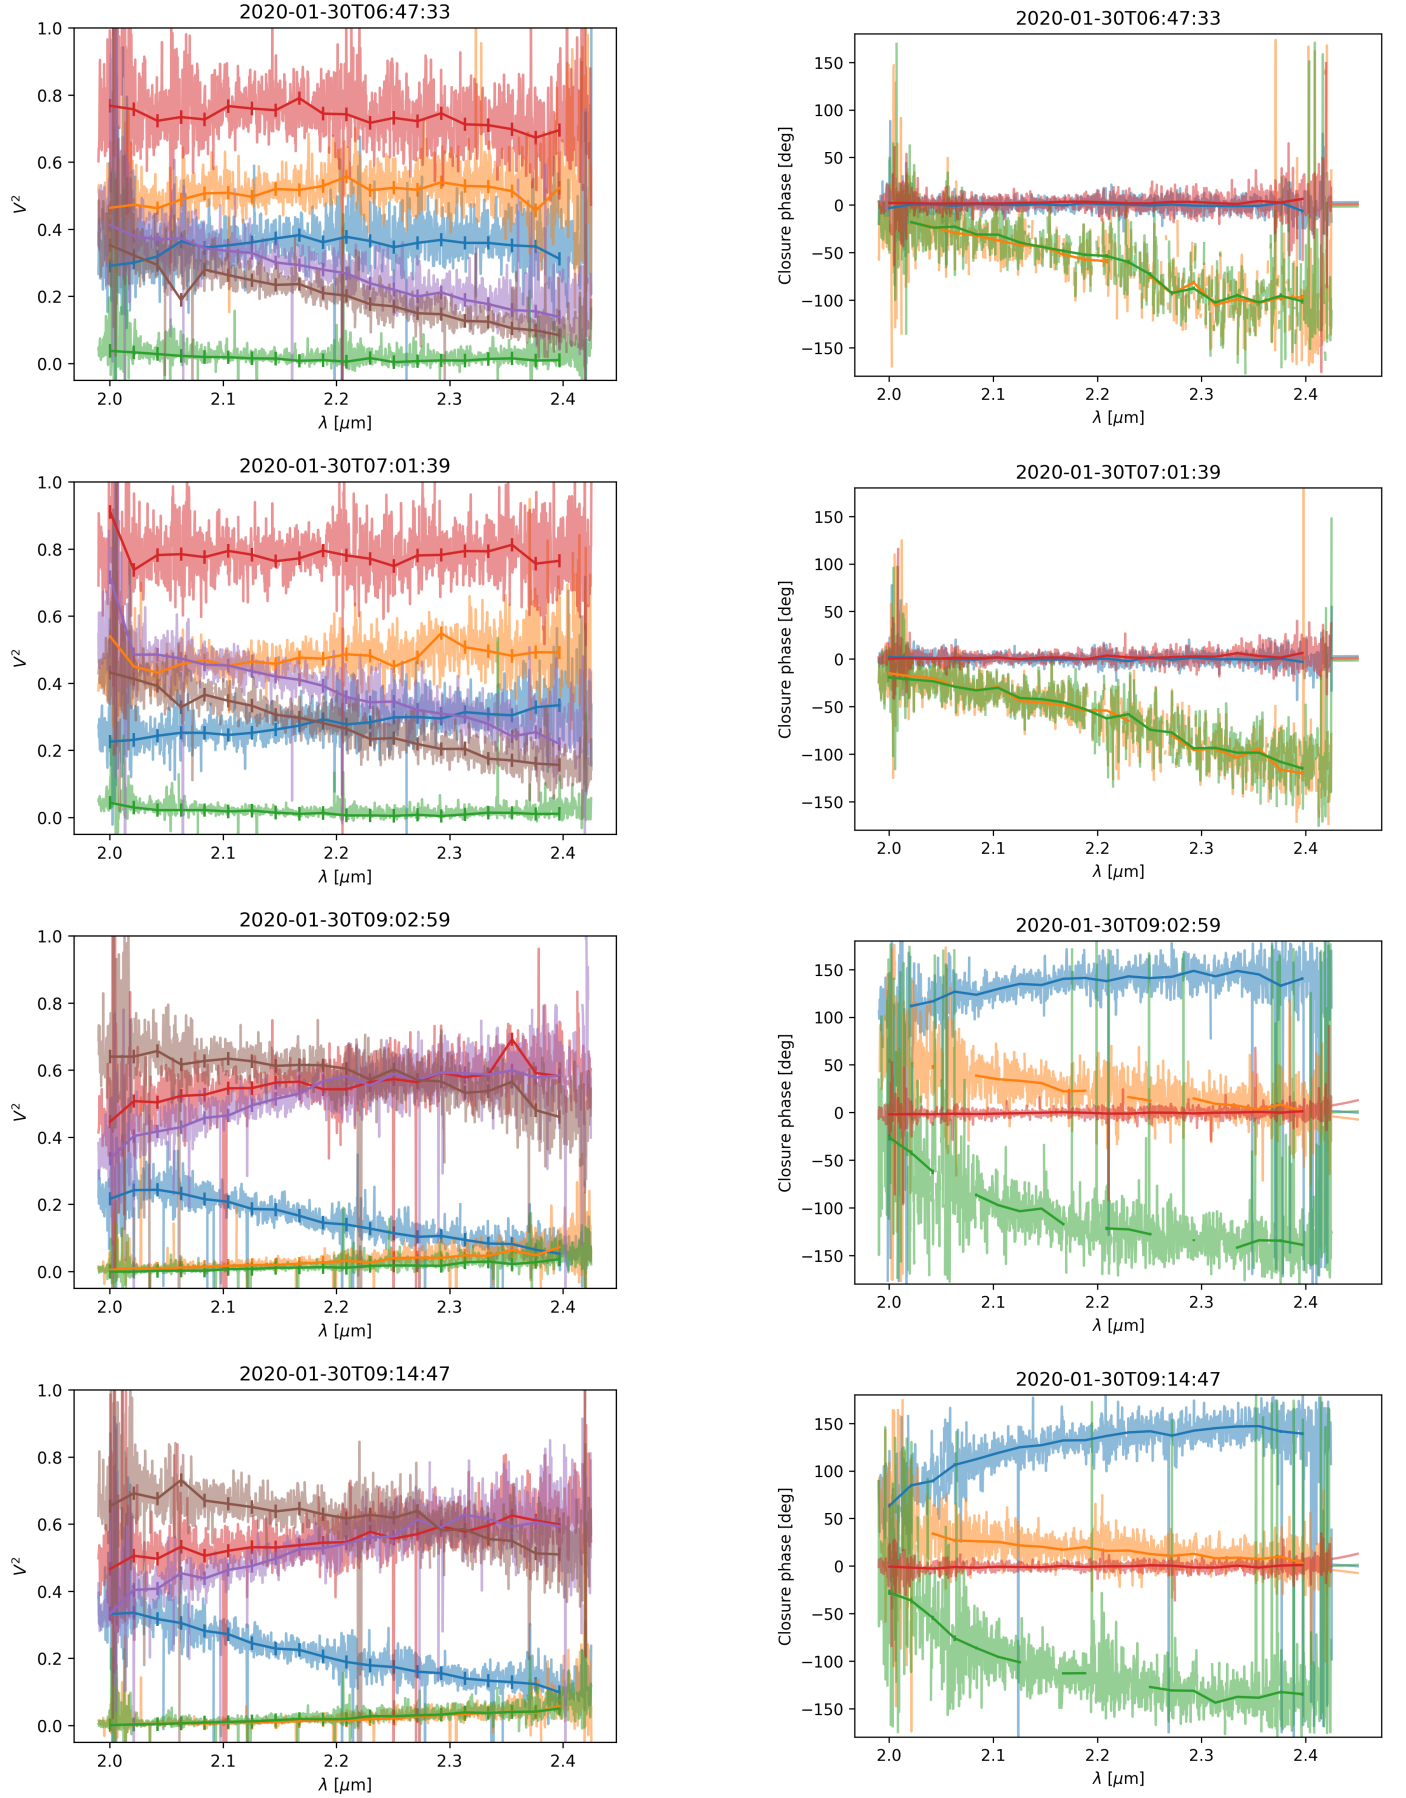 2020-01-30T06:47:33
1.0
0.8
0.6
0.4
0.2
0.0
V²
2.0 2.1 2.2 2.3 2.4
λ [μm]
2020-01-30T06:47:33
150
100
50
0
−50
−100
−150
Closure phase [deg]
2.0 2.1 2.2 2.3 2.4
λ [μm]
2020-01-30T07:01:39
1.0
0.8
0.6
0.4
0.2
0.0
V²
2.0 2.1 2.2 2.3 2.4
λ [μm]
2020-01-30T07:01:39
150
100
50
0
−50
−100
−150
Closure phase [deg]
2.0 2.1 2.2 2.3 2.4
λ [μm]
2020-01-30T09:02:59
1.0
0.8
0.6
0.4
0.2
0.0
V²
2.0 2.1 2.2 2.3 2.4
λ [μm]
2020-01-30T09:02:59
150
100
50
0
−50
−100
−150
Closure phase [deg]
2.0 2.1 2.2 2.3 2.4
λ [μm]
2020-01-30T09:14:47
1.0
0.8
0.6
0.4
0.2
0.0
V²
2.0 2.1 2.2 2.3 2.4
λ [μm]
2020-01-30T09:14:47
150
100
50
0
−50
−100
−150
Closure phase [deg]
2.0 2.1 2.2 2.3 2.4
λ [μm]